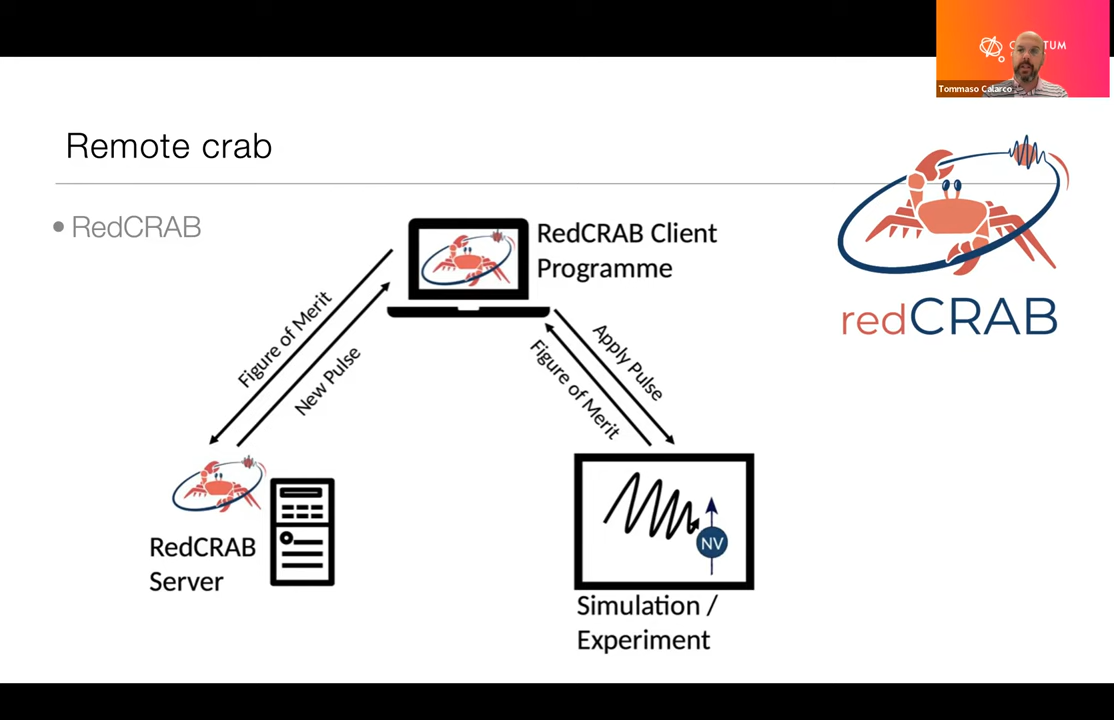 Tommaso Calarco
Remote crab
• RedCRAB
RedCRAB Client
Programme
redCRAB
Figure of Merit
New Pulse
Apply Pulse
Figure of Merit
RedCRAB
Server
NV
Simulation /
Experiment